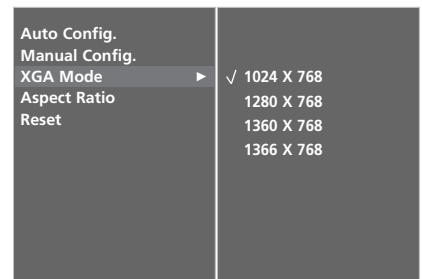 Auto Config.
Manual Config.
XGA Mode ►
Aspect Ratio
Reset
√ 1024 X 768
1280 X 768
1360 X 768
1366 X 768